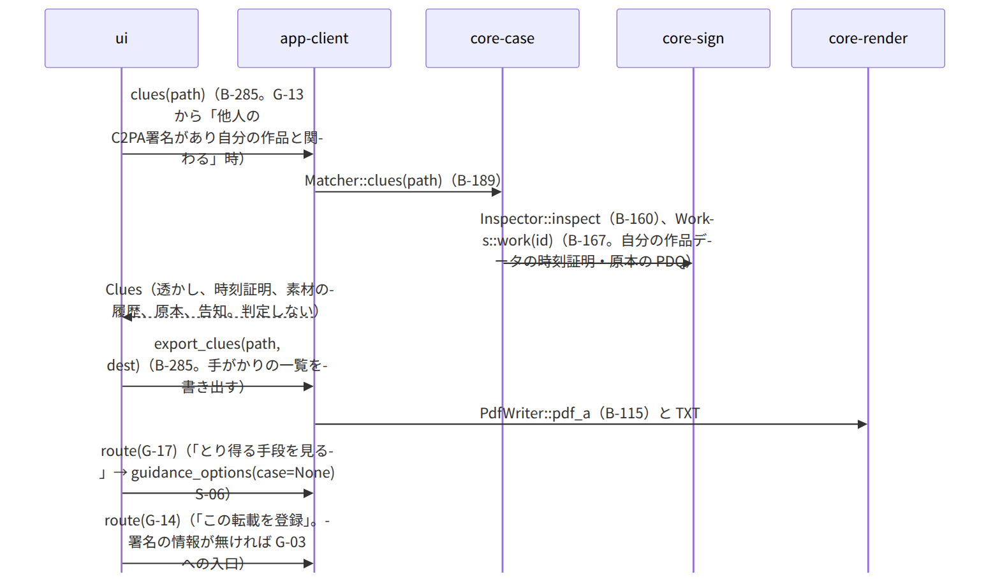 ui
app-client
core-case
core-sign
core-render
clues(path)（B-285。G-13
から「他人の
C2PA署名があり自分の作品と関-
わる」時）
Matcher::clues(path)（B-189）
Inspector::inspect（B-160）、Work-
s::work(id)（B-167。自分の作品デ-
ータの時刻証明・原本の PDQ）
Clues（透かし、時刻証明、素材の-
履歴、原本、告知。判定しない）
export_clues(path,
dest)（B-285。手がかりの一覧を-
書き出す）
PdfWriter::pdf_a（B-115）と TXT
route(G-17)（「とり得る手段を見る-
」→ guidance_options(case=None)
S-06）
route(G-14)（「この転載を登録」。-
署名の情報が無ければ G-03
への入口）